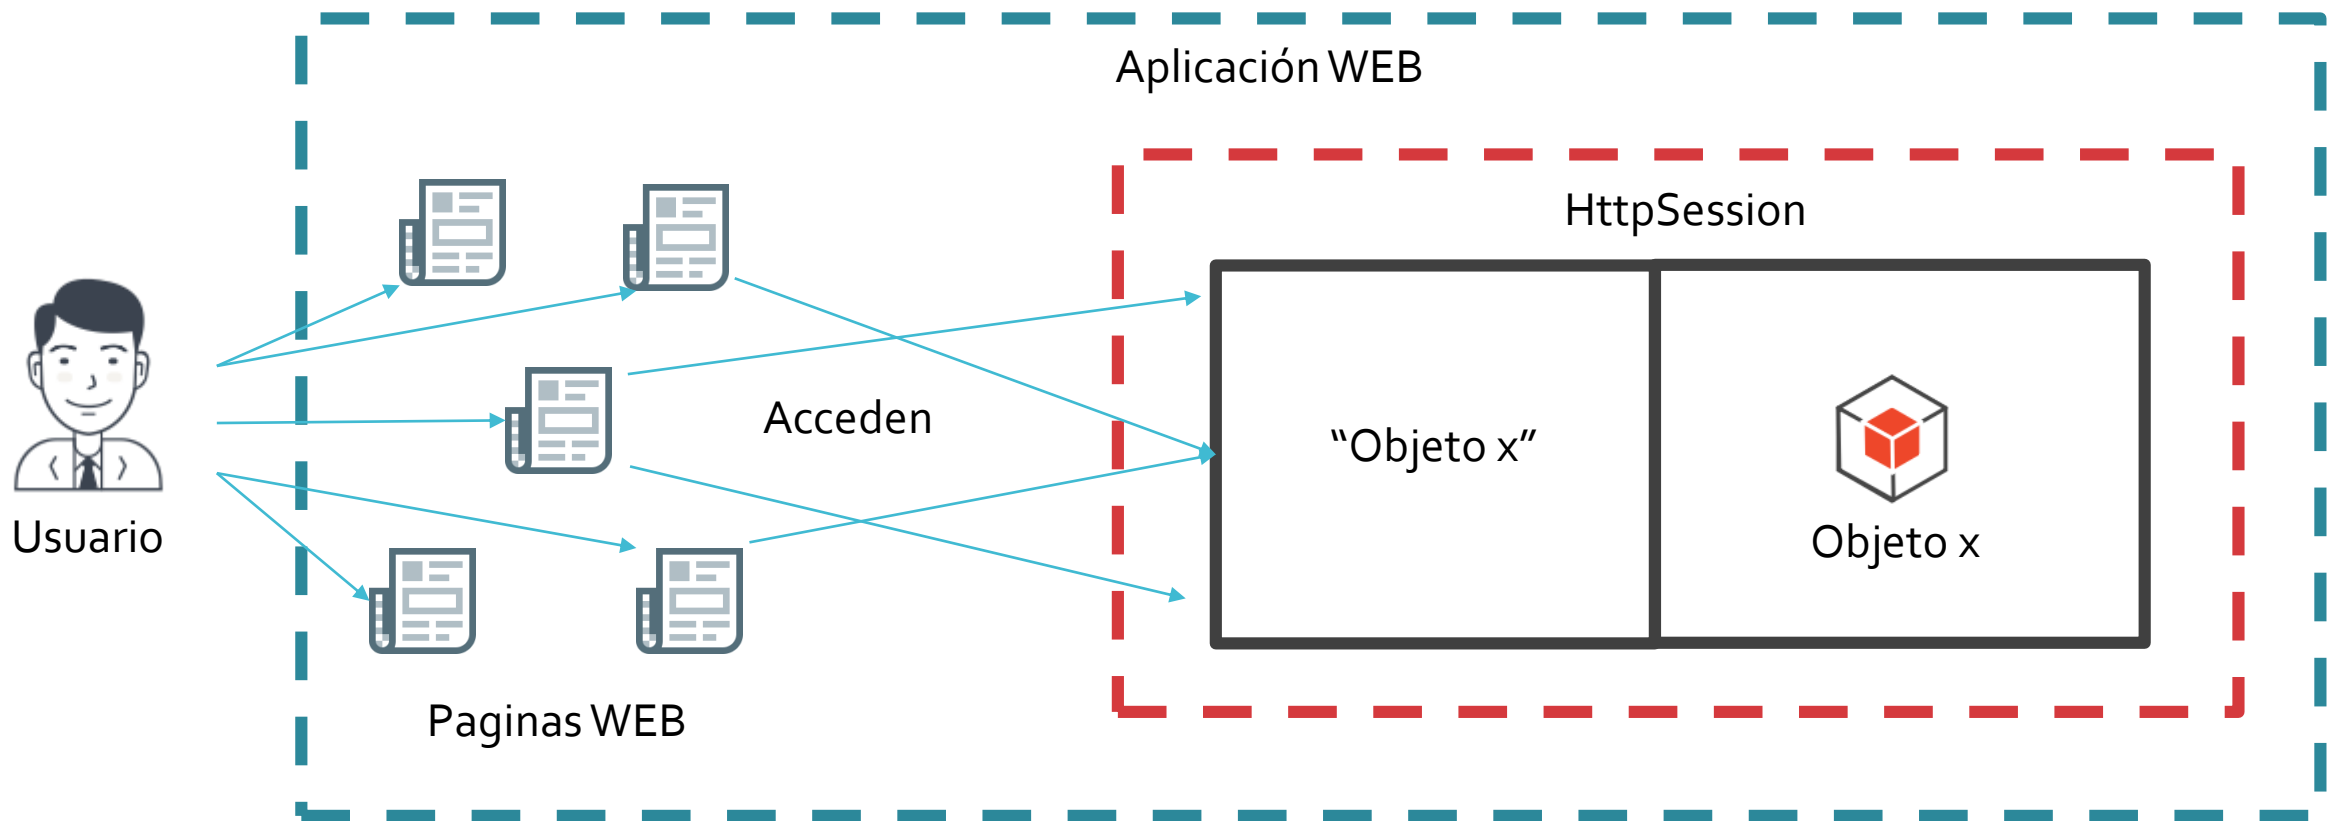 Aplicación WEB
HttpSession
Acceden
“Objeto x”
Usuario
Objeto x
Paginas WEB